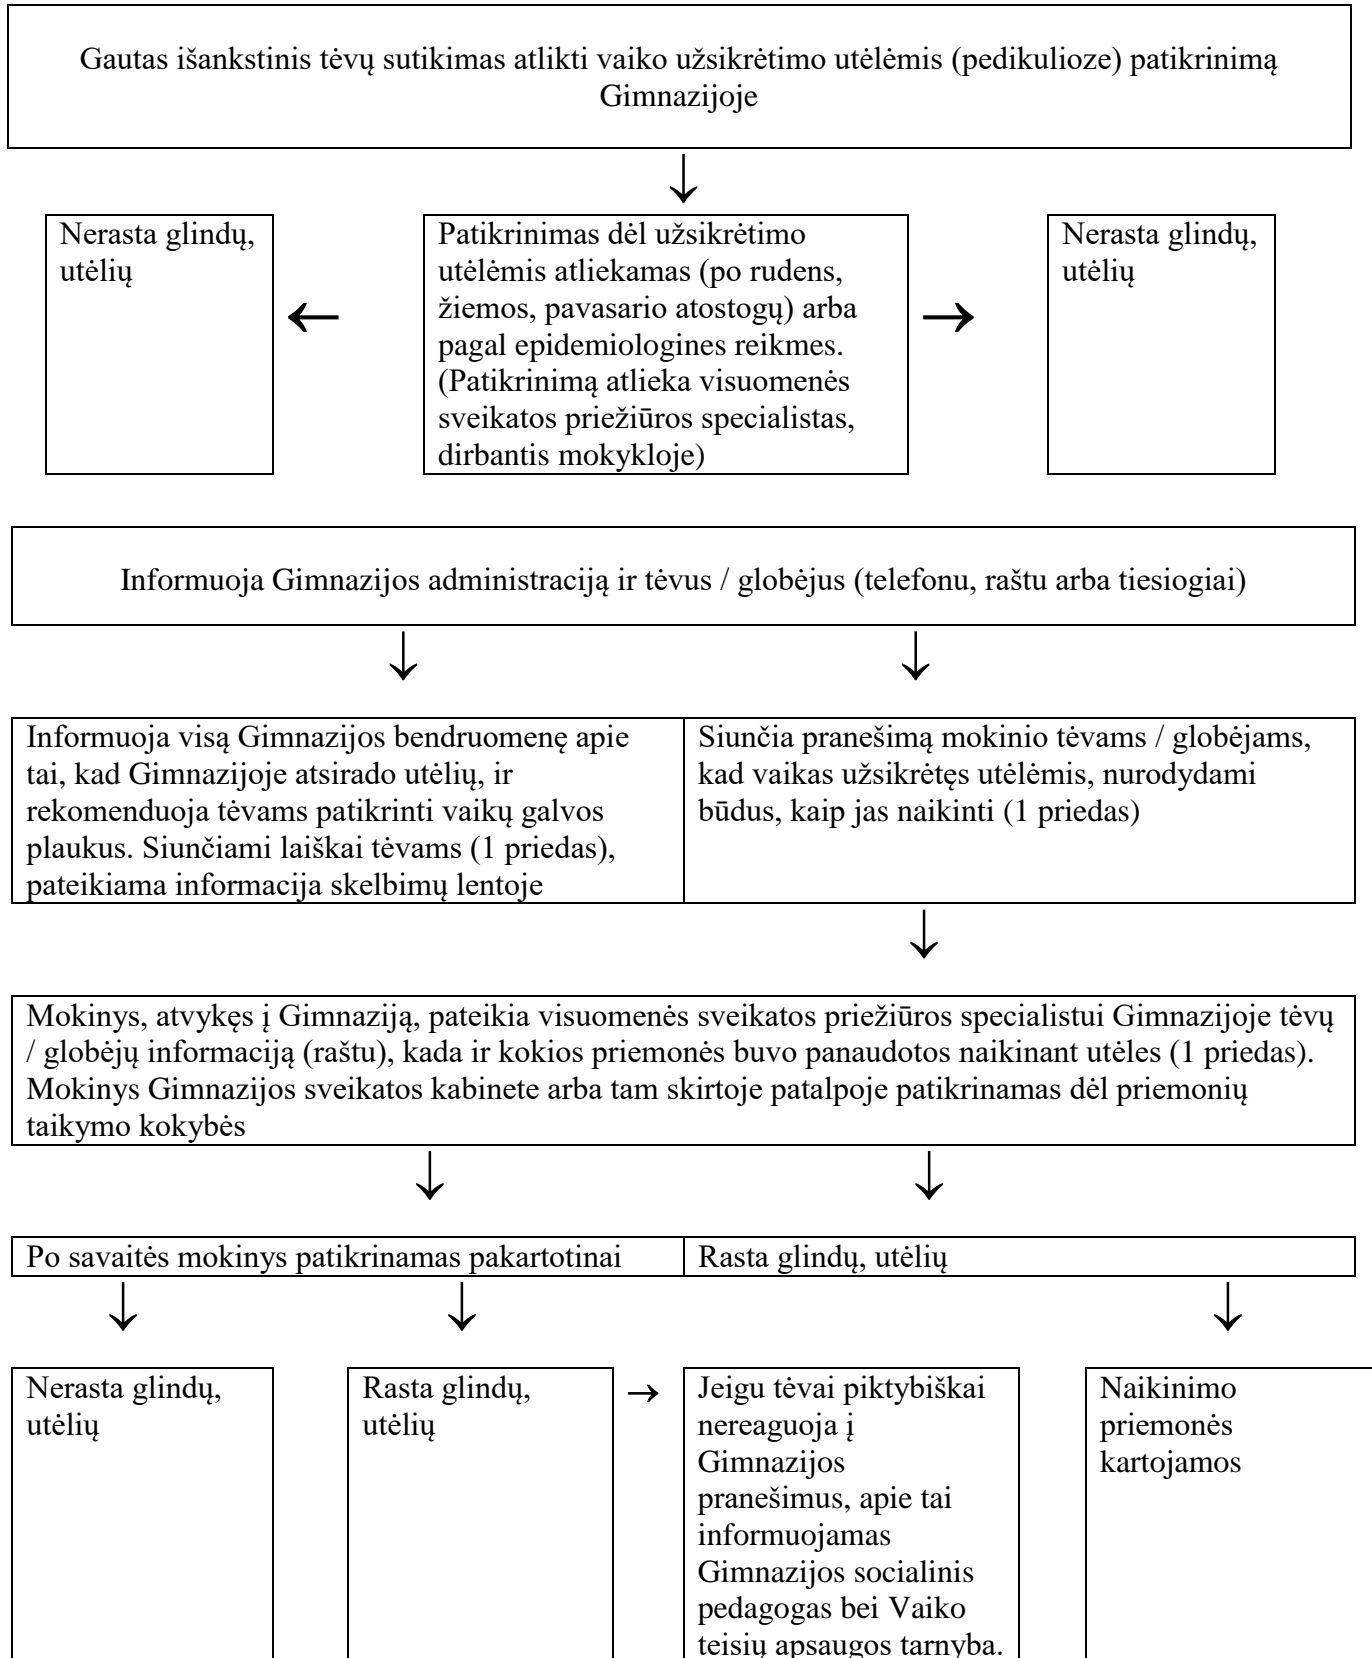 Gautas išankstinis tėvų sutikimas atlikti vaiko užsikrėtimo utėlėmis (pedikulioze) patikrinimą
Gimnazijoje
Nerasta glindų,
utėlių
Patikrinimas dėl užsikrėtimo
utėlėmis atliekamas (po rudens,
žiemos, pavasario atostogų) arba
pagal epidemiologines reikmes.
(Patikrinimą atlieka visuomenės
sveikatos priežiūros specialistas,
dirbantis mokykloje)
Nerasta glindų,
utėlių
Informuoja Gimnazijos administraciją ir tėvus / globėjus (telefonu, raštu arba tiesiogiai)
Informuoja visą Gimnazijos bendruomenę apie
tai, kad Gimnazijoje atsirado utėlių, ir
rekomenduoja tėvams patikrinti vaikų galvos
plaukus. Siunčiami laiškai tėvams (1 priedas),
pateikiama informacija skelbimų lentoje
Siunčia pranešimą mokinio tėvams / globėjams,
kad vaikas užsikrėtęs utėlėmis, nurodydami
būdus, kaip jas naikinti (1 priedas)
Mokinys, atvykęs į Gimnaziją, pateikia visuomenės sveikatos priežiūros specialistui Gimnazijoje tėvų
/ globėjų informaciją (raštu), kada ir kokios priemonės buvo panaudotos naikinant utėles (1 priedas).
Mokinys Gimnazijos sveikatos kabinete arba tam skirtoje patalpoje patikrinamas dėl priemonių
taikymo kokybės
Po savaitės mokinys patikrinamas pakartotinai
Rasta glindų, utėlių
Nerasta glindų,
utėlių
Rasta glindų,
utėlių
Jeigu tėvai piktybiškai
nereaguoja į
Gimnazijos
pranešimus, apie tai
informuojamas
Gimnazijos socialinis
pedagogas bei Vaiko
teisių apsaugos tarnyba.
Naikinimo
priemonės
kartojamos